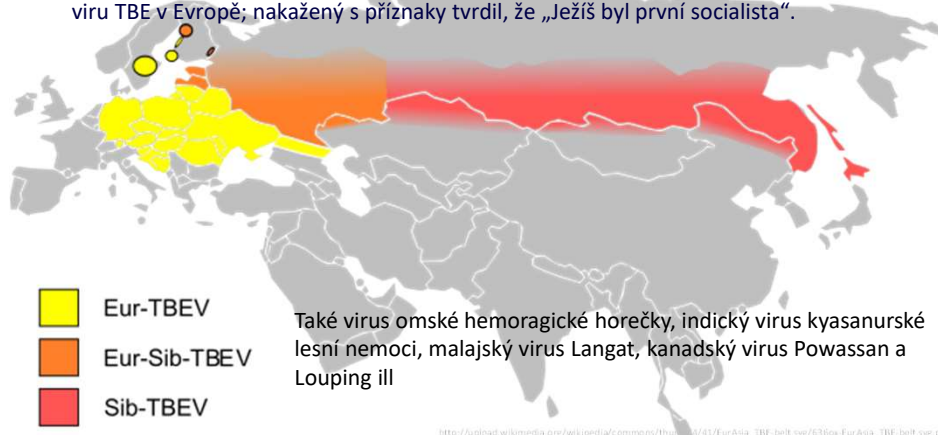 viru TBE v Evropě; nakažený s příznaky tvrdil, že „Ježíš byl první socialista“.
Eur-TBEV
Eur-Sib-TBEV
Sib-TBEV
Také virus omské hemoragické horečky, indický virus kyasanurské
lesní nemoci, malajský virus Langat, kanadský virus Powassan a
Louping ill